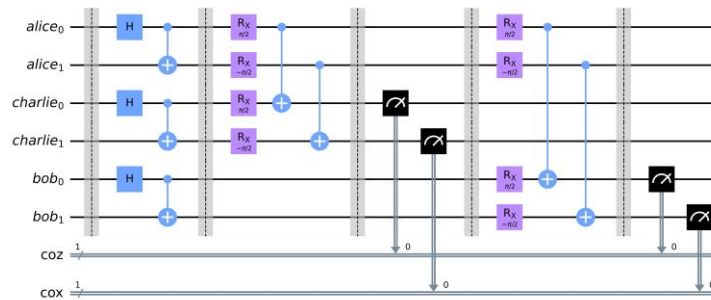 alice0 H RX π/2 RX π/2
alice1 RX −π/2 RX −π/2
charlie0 H RX π/2
charlie1 RX −π/2
bob0 H RX π/2
bob1 RX −π/2
coz 1 0 0
cox 1 0 0